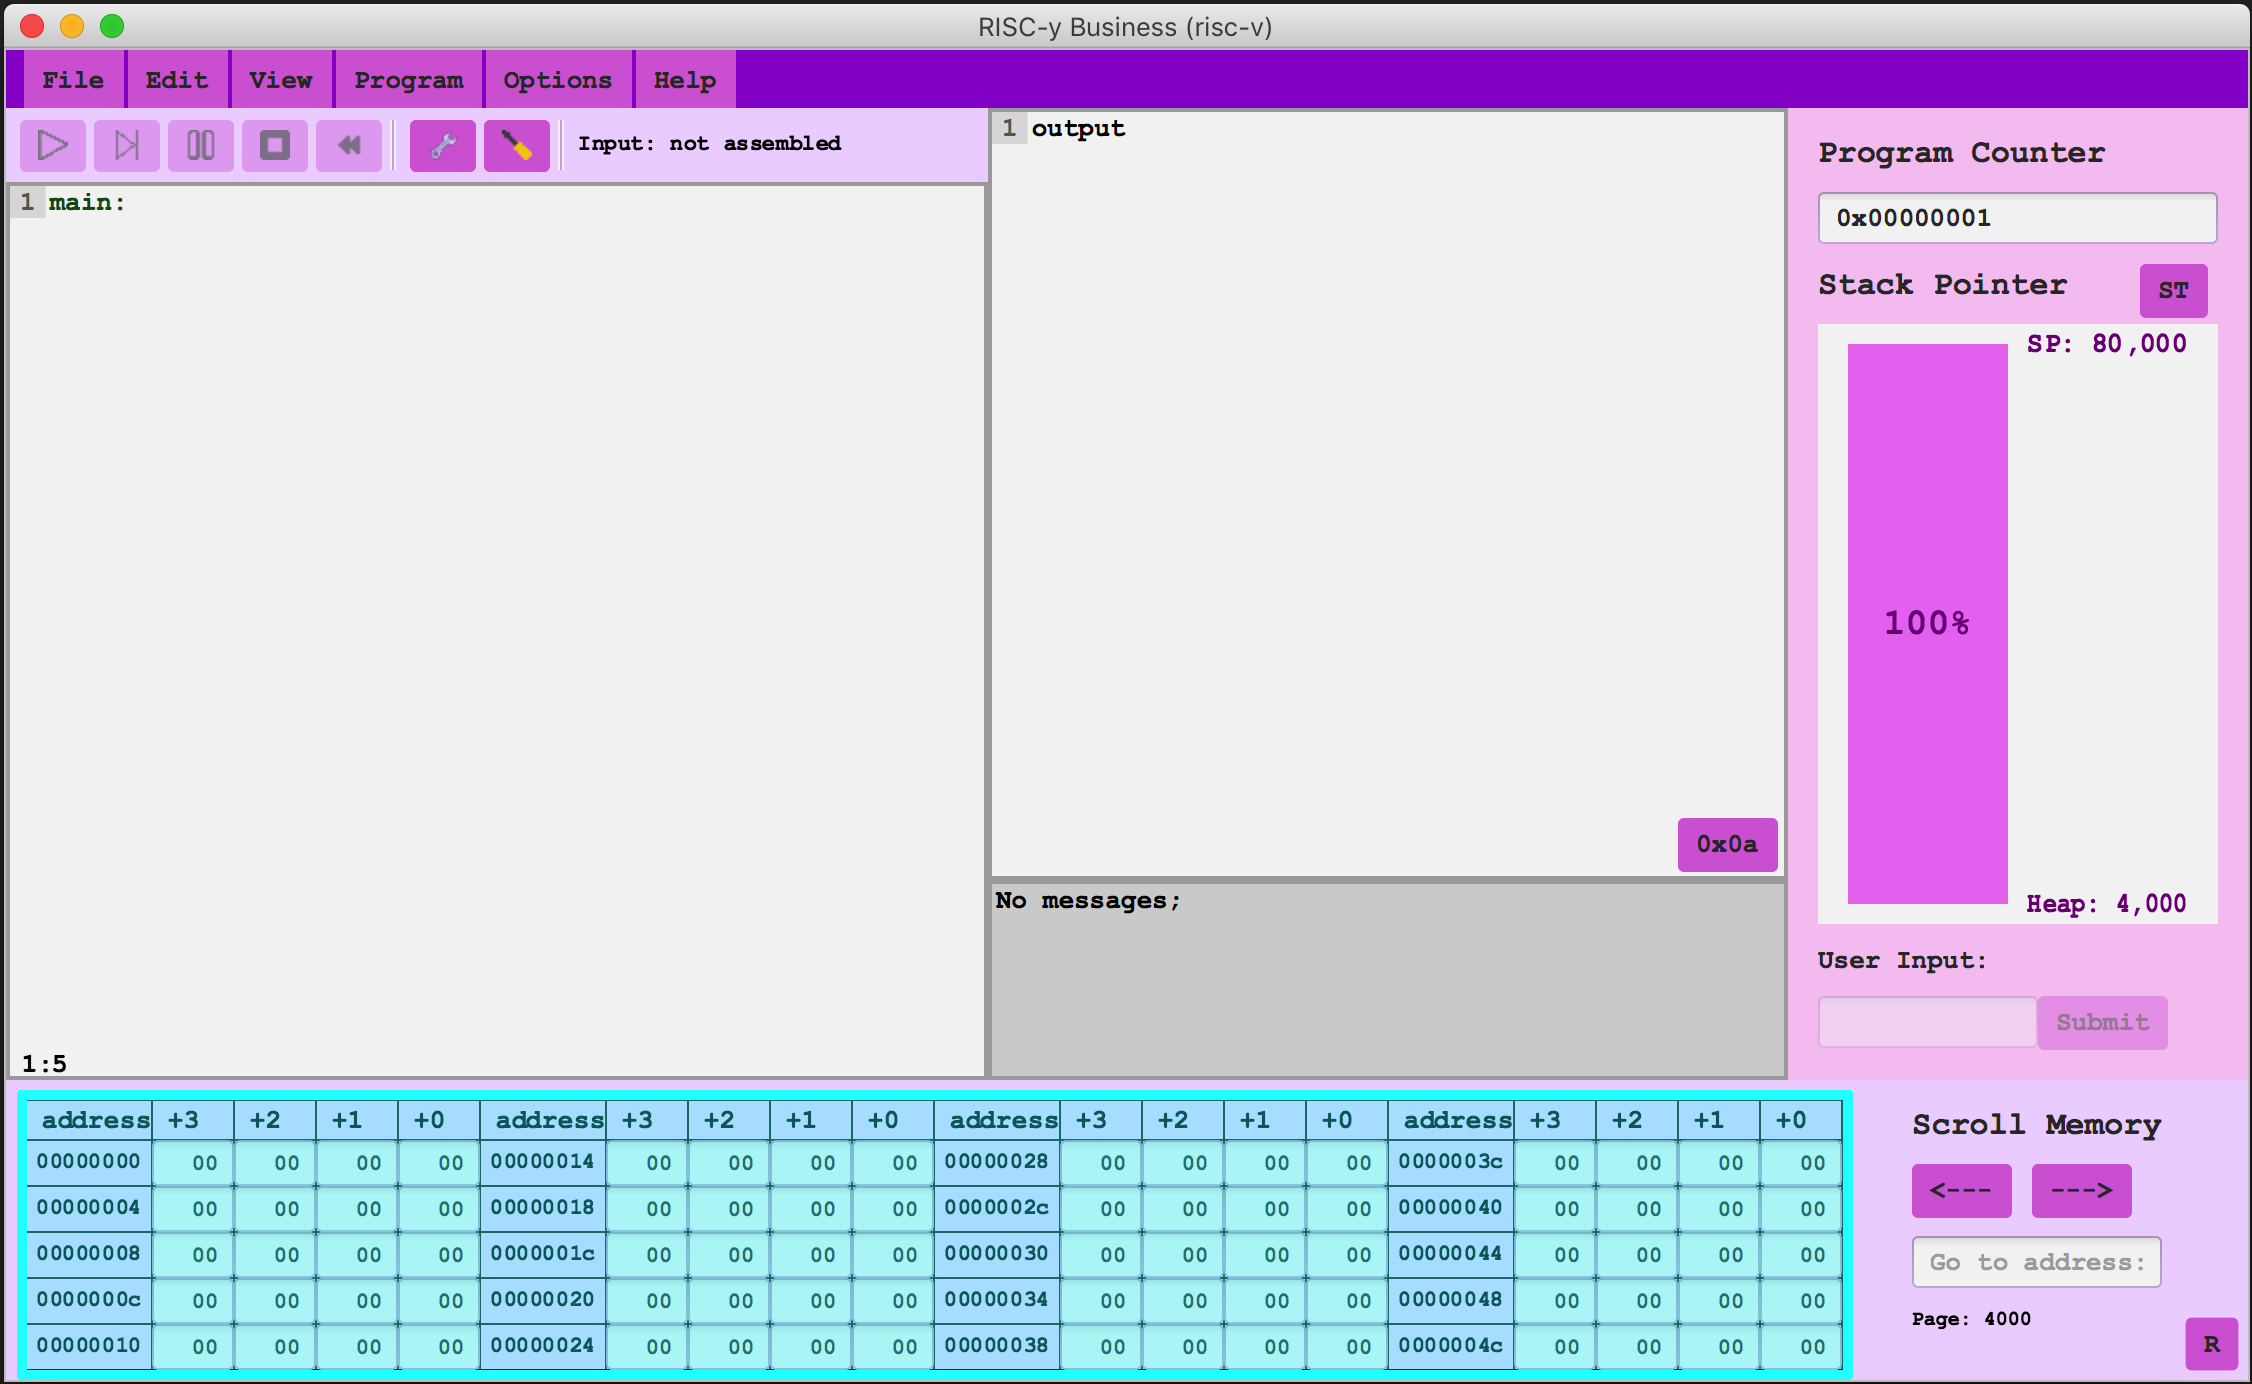 RISC-y Business (risc-v)
File Edit View Program Options Help
Input: not assembled
1 main:
1:5
1 output
0x0a
No messages;
Program Counter
0x00000001
Stack Pointer ST
SP: 80,000
100%
Heap: 4,000
User Input:
Submit
address +3 +2 +1 +0 address +3 +2 +1 +0 address +3 +2 +1 +0 address +3 +2 +1 +0
00000000 00 00 00 00 00000014 00 00 00 00 00000028 00 00 00 00 0000003c 00 00 00 00
00000004 00 00 00 00 00000018 00 00 00 00 0000002c 00 00 00 00 00000040 00 00 00 00
00000008 00 00 00 00 0000001c 00 00 00 00 00000030 00 00 00 00 00000044 00 00 00 00
0000000c 00 00 00 00 00000020 00 00 00 00 00000034 00 00 00 00 00000048 00 00 00 00
00000010 00 00 00 00 00000024 00 00 00 00 00000038 00 00 00 00 0000004c 00 00 00 00
Scroll Memory
<--- --->
Go to address:
Page: 4000
R